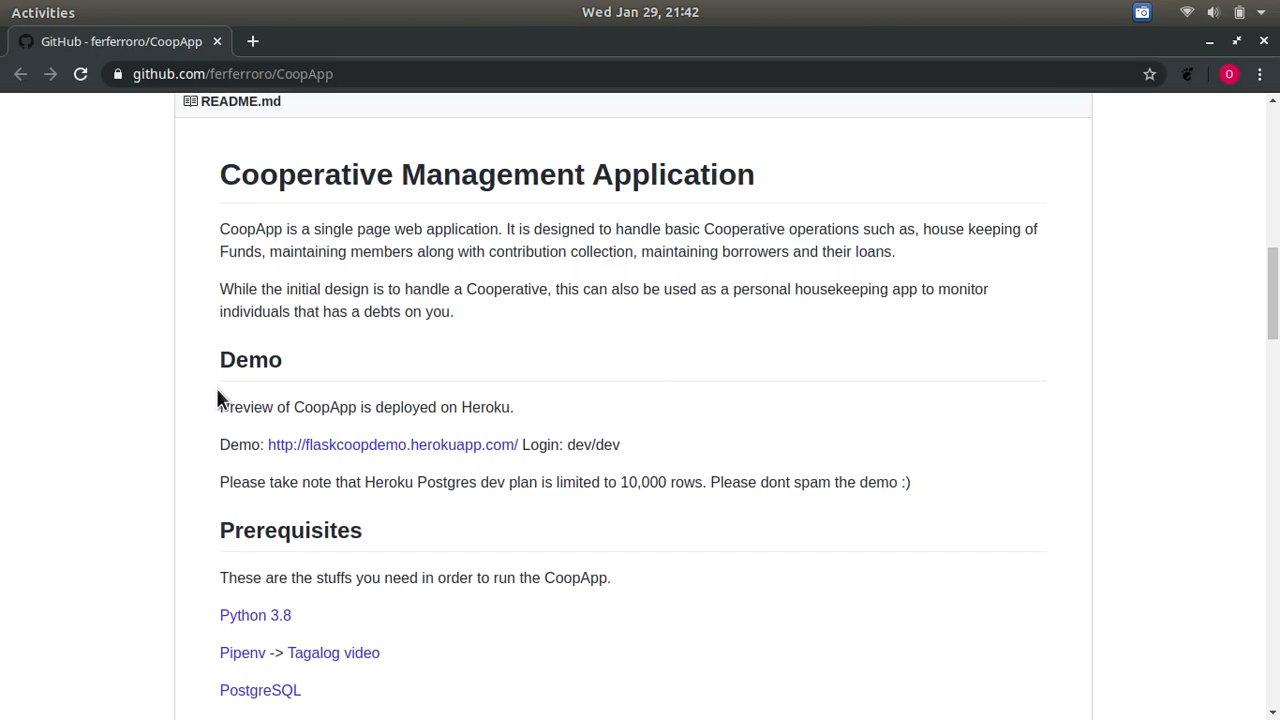 Activities
Wed Jan 29, 21:42
GitHub - ferferroro/CoopApp
github.com/ferferroro/CoopApp
O
README.md
Cooperative Management Application
CoopApp is a single page web application. It is designed to handle basic Cooperative operations such as, house keeping of
Funds, maintaining members along with contribution collection, maintaining borrowers and their loans.
While the initial design is to handle a Cooperative, this can also be used as a personal housekeeping app to monitor
individuals that has a debts on you.
Demo
Preview of CoopApp is deployed on Heroku.
Demo: http://flaskcoopdemo.herokuapp.com/ Login: dev/dev
Please take note that Heroku Postgres dev plan is limited to 10,000 rows. Please dont spam the demo :)
Prerequisites
These are the stuffs you need in order to run the CoopApp.
Python 3.8
Pipenv -> Tagalog video
PostgreSQL